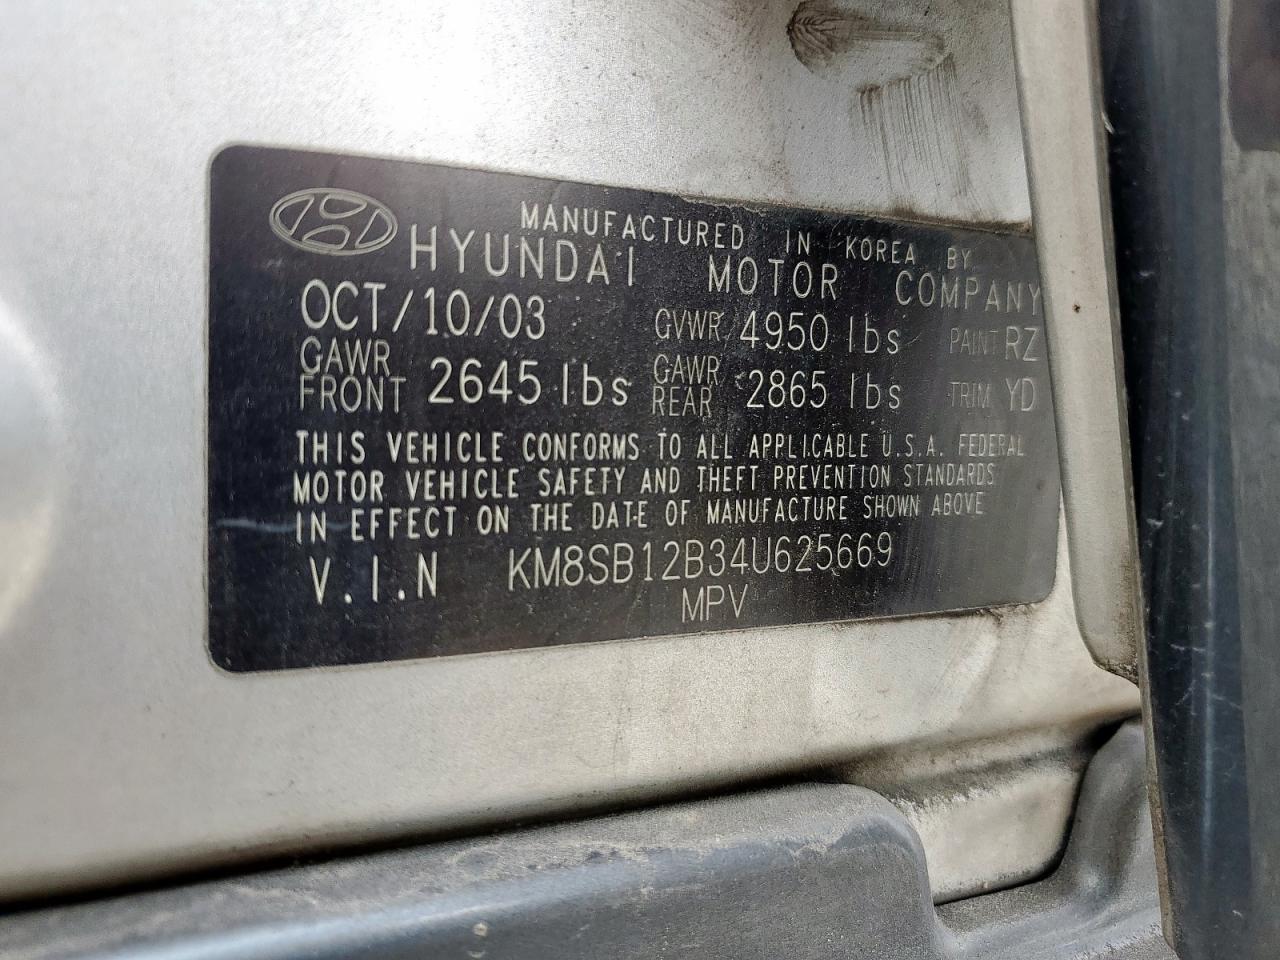 MANUFACTURED IN KOREA BY
HYUNDAI MOTOR COMPANY
OCT/10/03 GVWR 4950 lbs PAINT RZ
GAWR FRONT 2645 lbs GAWR REAR 2865 lbs TRIM YD
THIS VEHICLE CONFORMS TO ALL APPLICABLE U.S.A. FEDERAL
MOTOR VEHICLE SAFETY AND THEFT PREVENTION STANDARDS
IN EFFECT ON THE DATE OF MANUFACTURE SHOWN ABOVE
V.I.N KM8SB12B34U625669
MPV